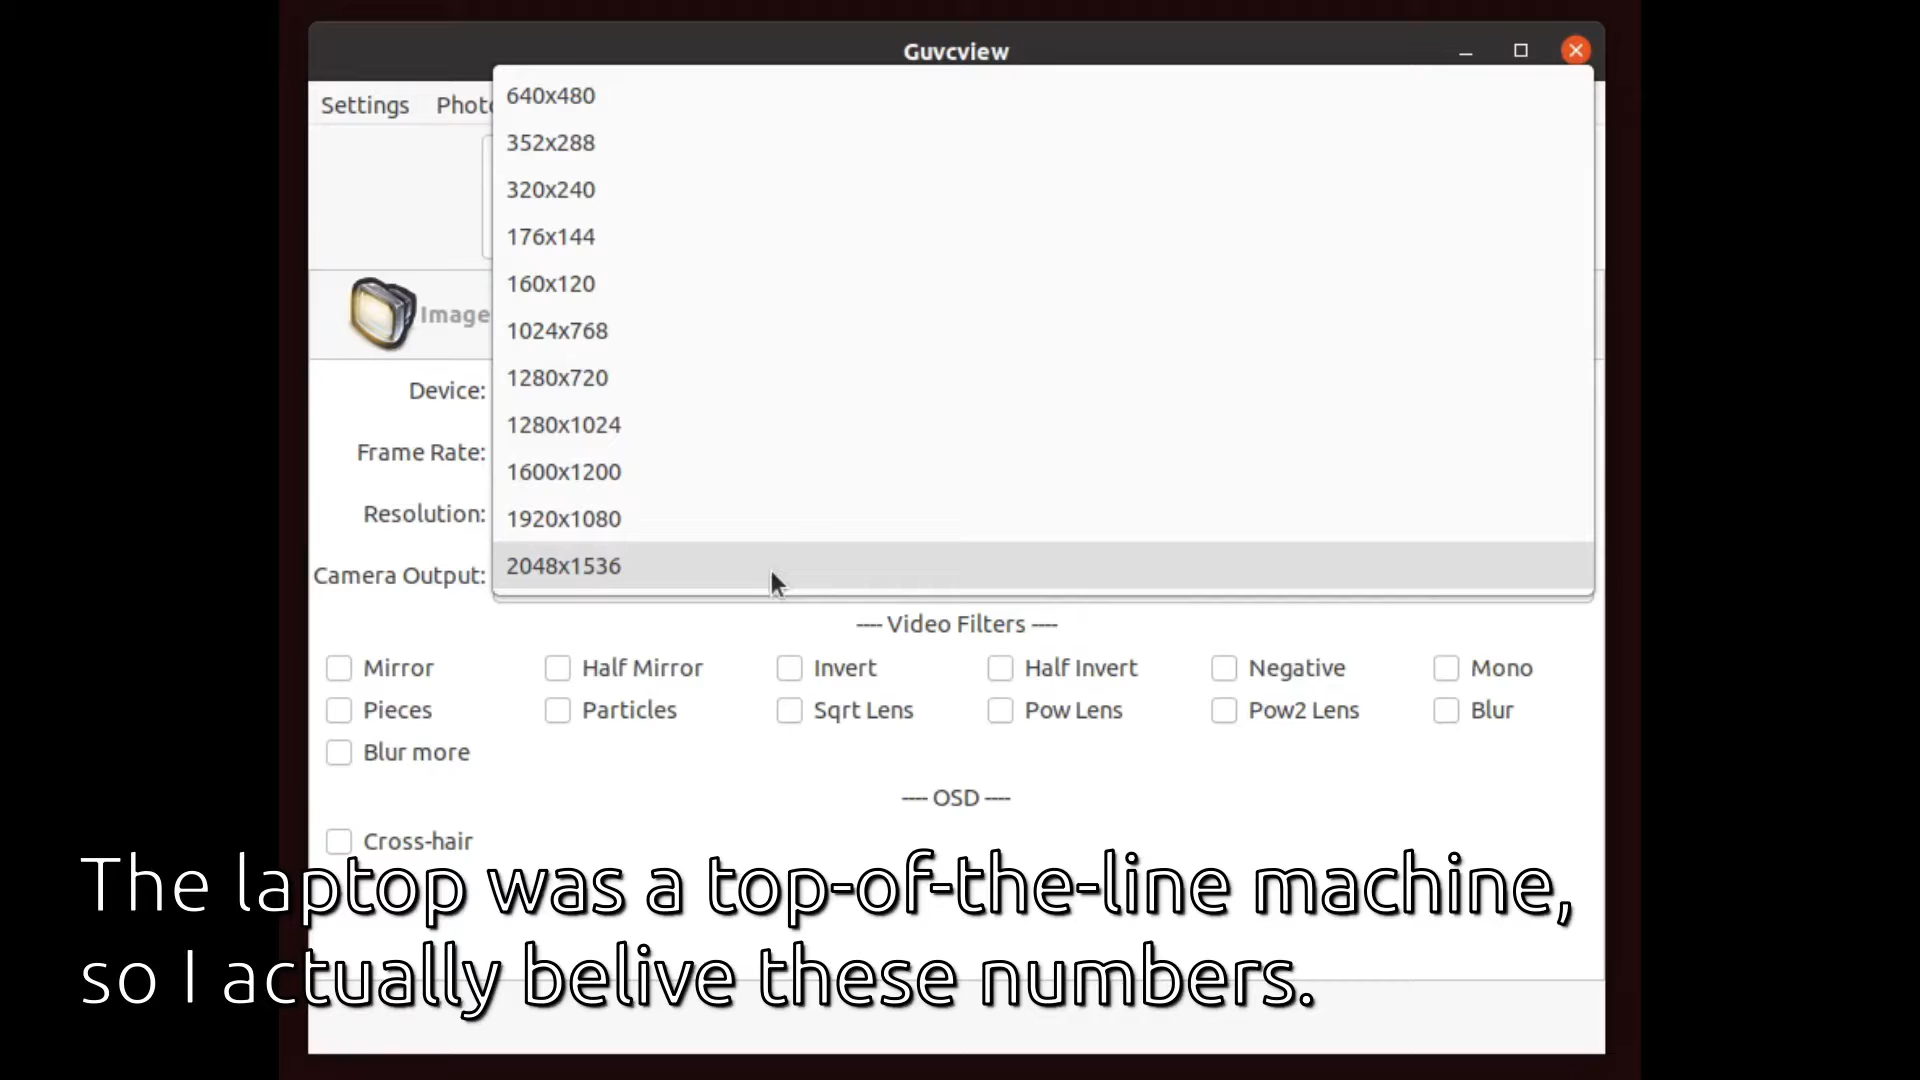 Guvcview
Settings Photo
640x480
352x288
320x240
176x144
160x120
1024x768
1280x720
1280x1024
1600x1200
1920x1080
2048x1536
Image
Device:
Frame Rate:
Resolution:
Camera Output:
---- Video Filters ----
Mirror Half Mirror Invert Half Invert Negative Mono
Pieces Particles Sqrt Lens Pow Lens Pow2 Lens Blur
Blur more
---- OSD ----
Cross-hair
The laptop was a top-of-the-line machine,
so I actually belive these numbers.